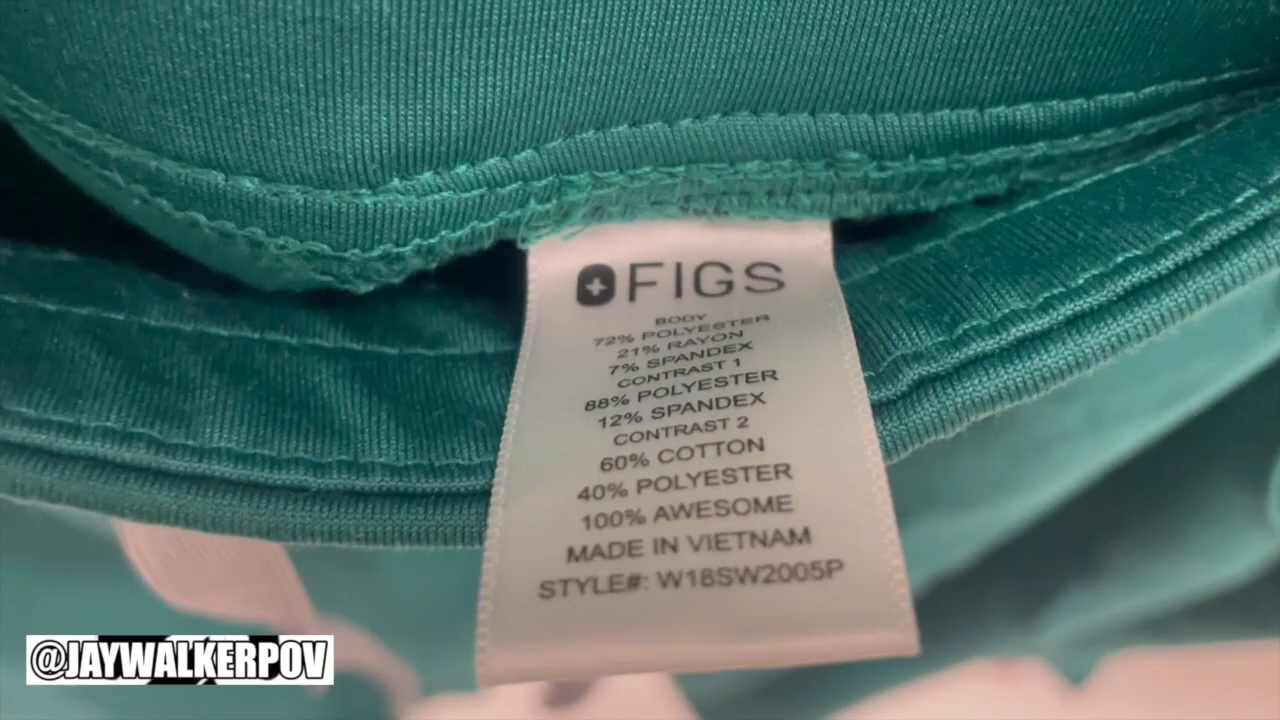 FIGS
BODY
72% POLYESTER
21% RAYON
7% SPANDEX
CONTRAST 1
88% POLYESTER
12% SPANDEX
CONTRAST 2
60% COTTON
40% POLYESTER
100% AWESOME
MADE IN VIETNAM
STYLE#: W18SW2005P
@JAYWALKERPOV